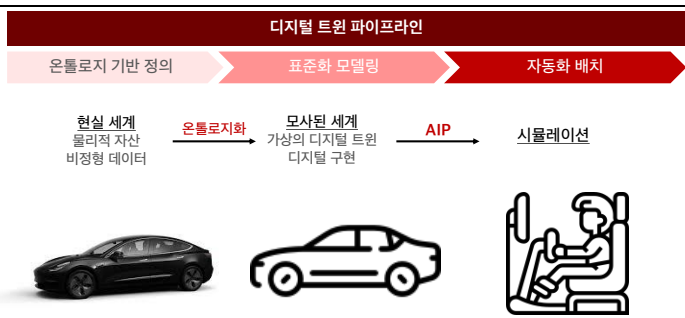 디지털 트윈 파이프라인
온톨로지 기반 정의
표준화 모델링
자동화 배치
현실 세계
물리적 자산
비정형 데이터
온톨로지화
모사된 세계
가상의 디지털 트윈
디지털 구현
AIP
시뮬레이션